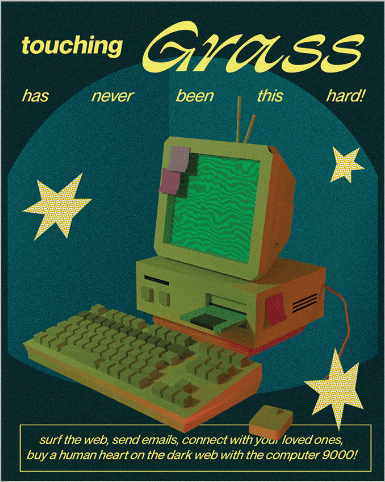 touching Grass
has never been this hard!
surf the web, send emails, connect with your loved ones,
buy a human heart on the dark web with the computer 9000!